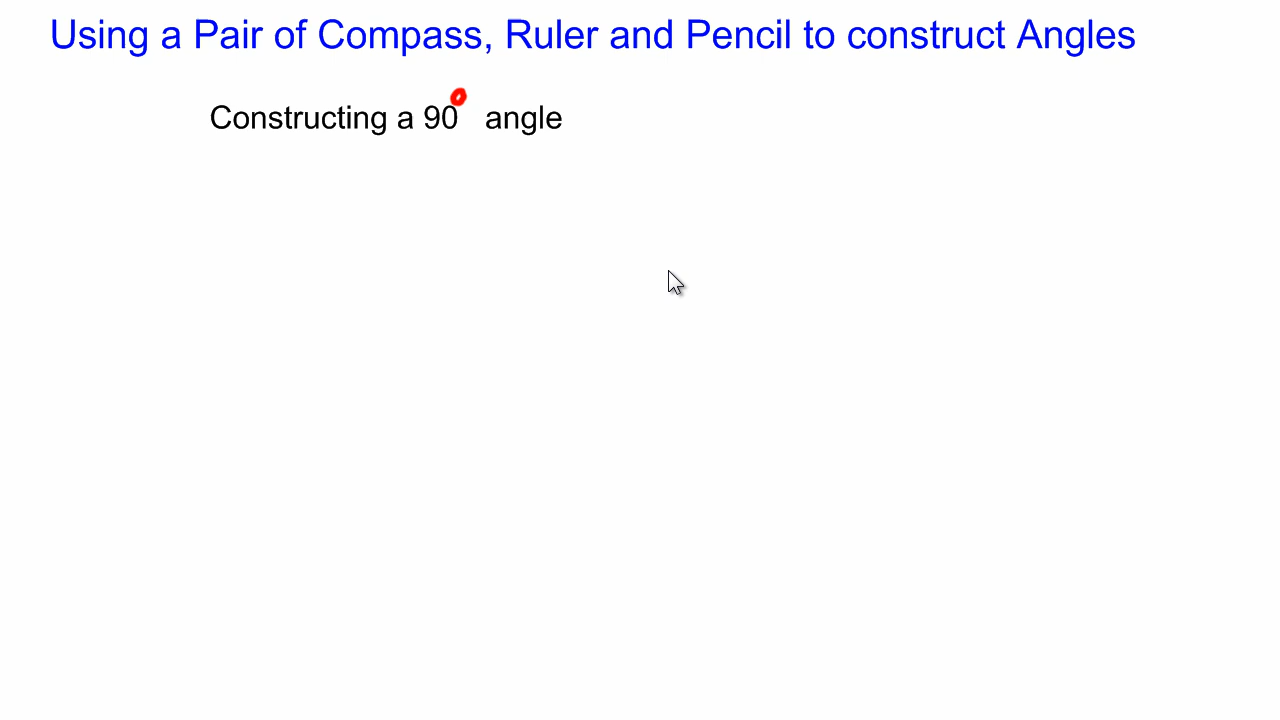 Using a Pair of Compass, Ruler and Pencil to construct Angles
Constructing a 90° angle